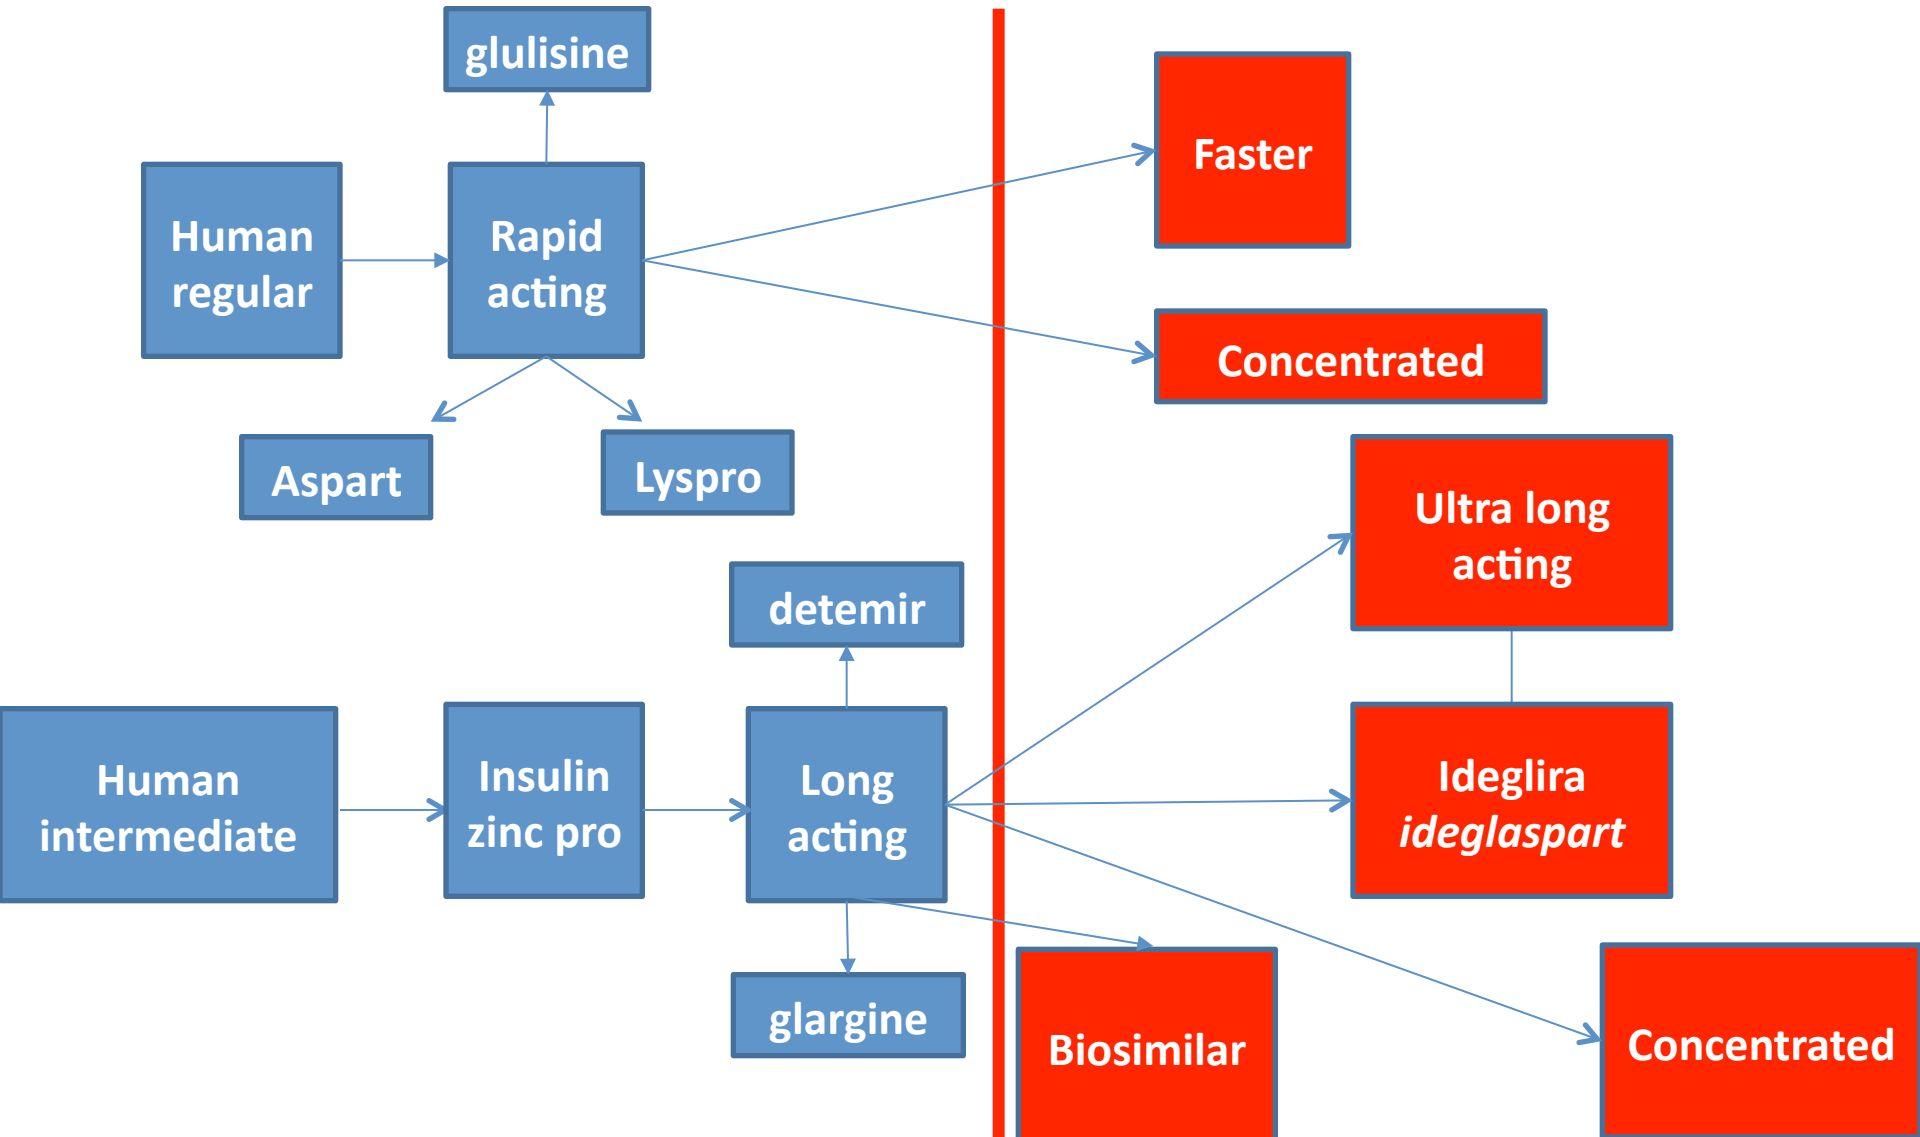 glulisine
Human
regular
Rapid
acting
Aspart
Lyspro
Faster
Concentrated
detemir
Human
intermediate
Insulin
zinc pro
Long
acting
glargine
Ultra long
acting
Ideglira
ideglaspart
Biosimilar
Concentrated